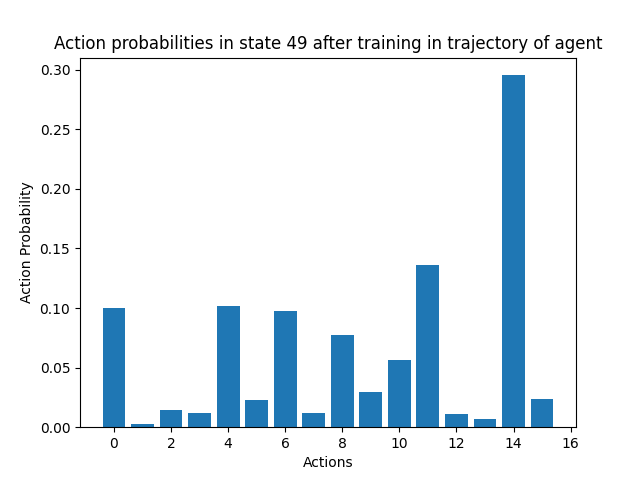 Action probabilities in state 49 after training in trajectory of agent
0.30
0.25
0.20
0.15
0.10
0.05
0.00
Action Probability
0 2 4 6 8 10 12 14 16
Actions